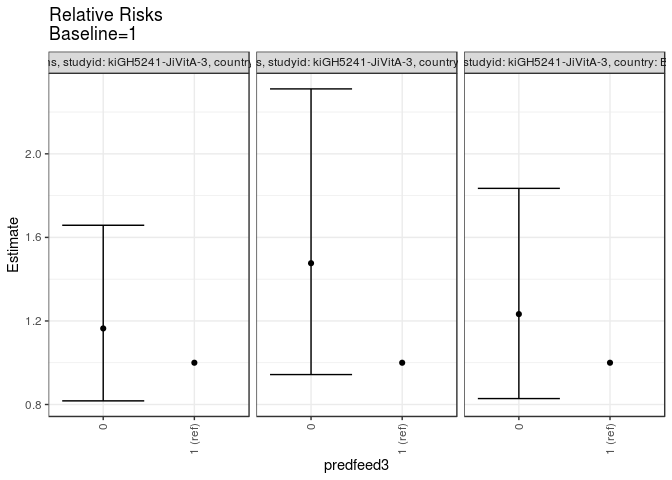 Relative Risks
Baseline=1
s, studyid: kiGH5241-JiVitA-3, country
s, studyid: kiGH5241-JiVitA-3, country
studyid: kiGH5241-JiVitA-3, country:
Estimate
2.0
1.6
1.2
0.8
0
1 (ref)
0
1 (ref)
0
1 (ref)
predfeed3